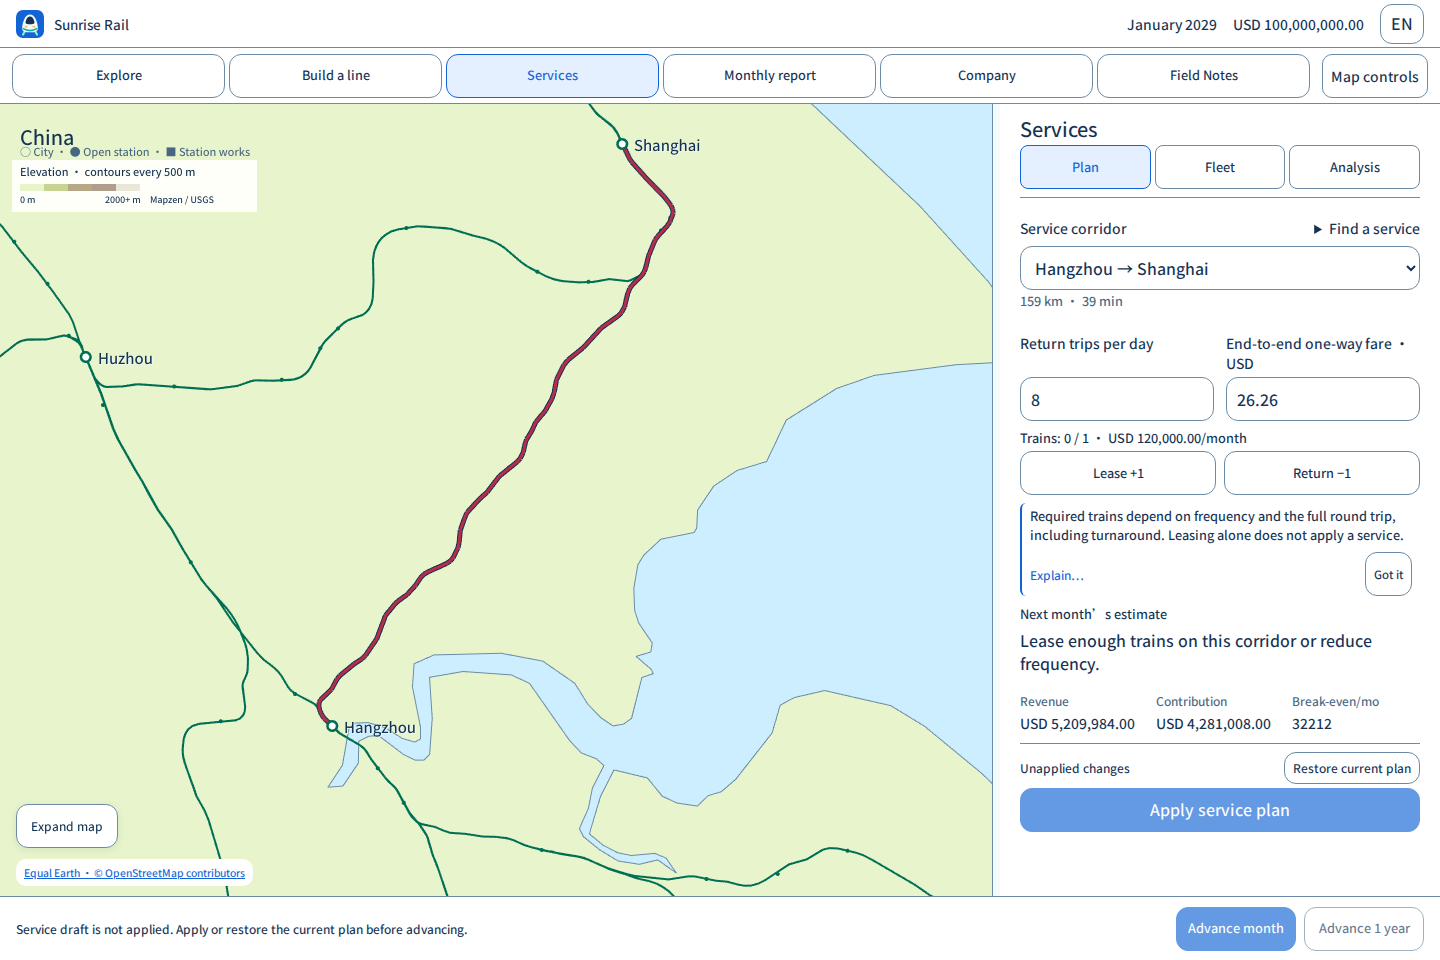 Sunrise Rail
January 2029
USD 100,000,000.00
EN
Explore
Build a line
Services
Monthly report
Company
Field Notes
Map controls
China
City • Open station • Station works
Elevation • contours every 500 m
0 m
2000+ m
Mapzen / USGS
Shanghai
Huzhou
Hangzhou
Expand map
Equal Earth • © OpenStreetMap contributors
Services
Plan
Fleet
Analysis
Service corridor
▶ Find a service
Hangzhou → Shanghai
159 km • 39 min
Return trips per day
End-to-end one-way fare •
USD
8
26.26
Trains: 0 / 1 • USD 120,000.00/month
Lease +1
Return −1
Required trains depend on frequency and the full round trip,
including turnaround. Leasing alone does not apply a service.
Explain…
Got it
Next month’s estimate
Lease enough trains on this corridor or reduce
frequency.
Revenue
Contribution
Break-even/mo
USD 5,209,984.00
USD 4,281,008.00
32212
Unapplied changes
Restore current plan
Apply service plan
Service draft is not applied. Apply or restore the current plan before advancing.
Advance month
Advance 1 year